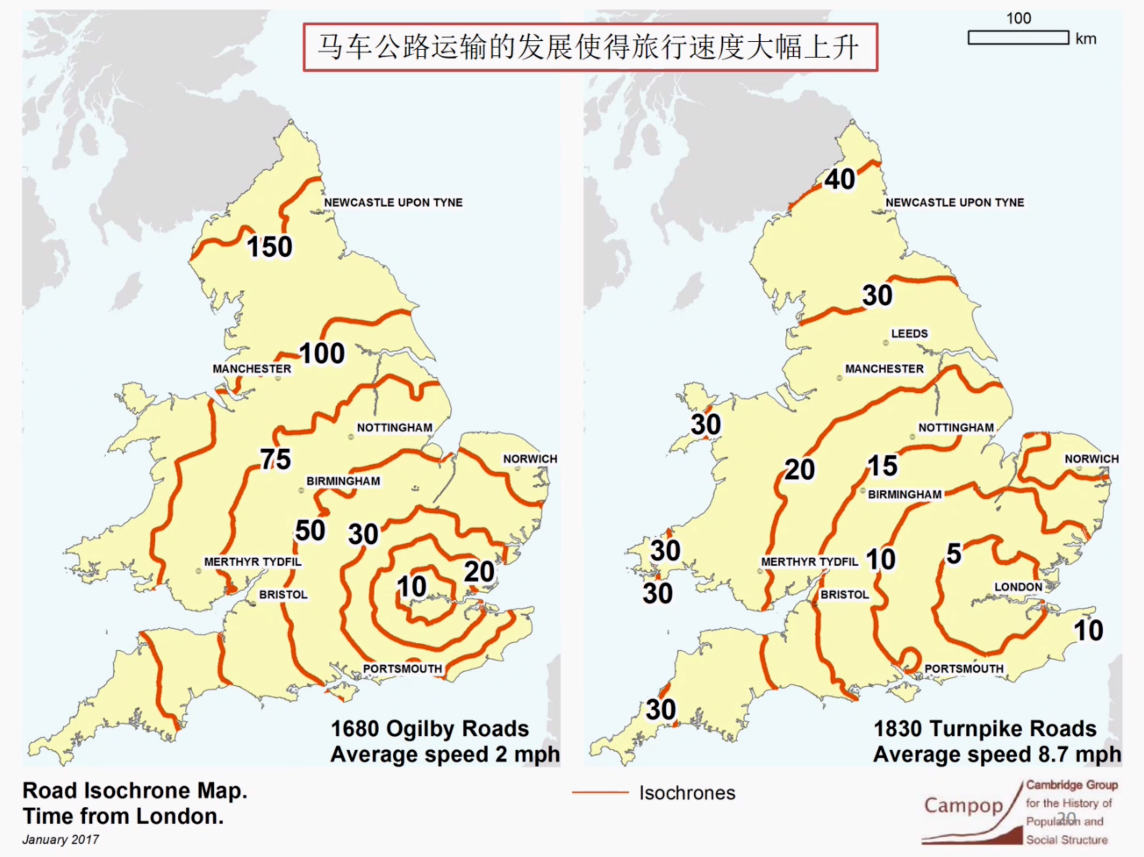 马车公路运输的发展使得旅行速度大幅上升
100
km
NEWCASTLE UPON TYNE
150
100
MANCHESTER
NOTTINGHAM
75
NORWICH
BIRMINGHAM
50
30
MERTHYR TYDFIL
20
10
BRISTOL
PORTSMOUTH
1680 Ogilby Roads
Average speed 2 mph
40
NEWCASTLE UPON TYNE
30
LEEDS
MANCHESTER
30
NOTTINGHAM
20
15
NORWICH
BIRMINGHAM
30
MERTHYR TYDFIL
10
5
30
BRISTOL
LONDON
10
PORTSMOUTH
30
1830 Turnpike Roads
Average speed 8.7 mph
Road Isochrone Map.
Time from London.
January 2017
Isochrones
Campop
Cambridge Group
for the History of
Population and
Social Structure
20